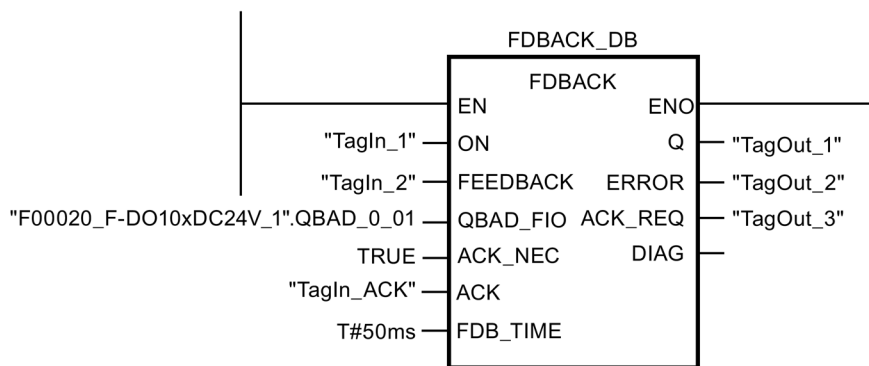 FDBACK_DB
FDBACK
EN ENO
"TagIn_1" ON Q "TagOut_1"
"TagIn_2" FEEDBACK ERROR "TagOut_2"
"F00020_F-DO10xDC24V_1".QBAD_0_01 QBAD_FIO ACK_REQ "TagOut_3"
TRUE ACK_NEC DIAG
"TagIn_ACK" ACK
T#50ms FDB_TIME